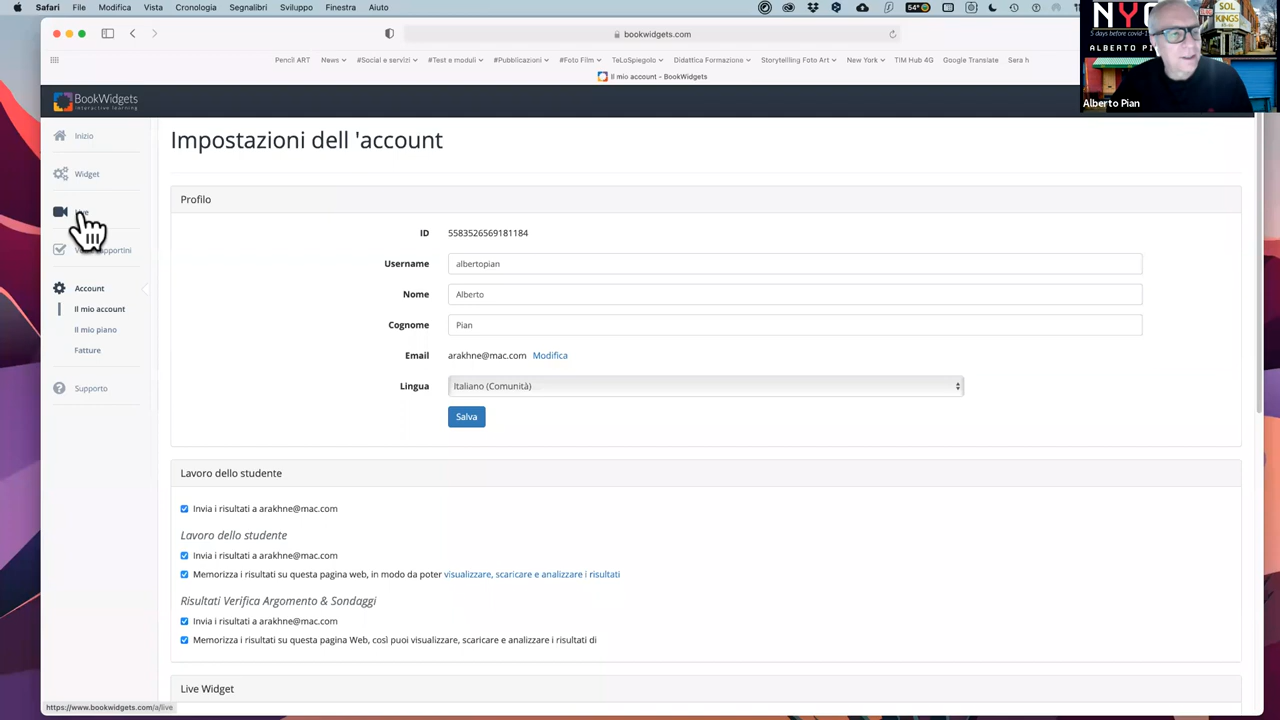 Safari File Modifica Vista Cronologia Segnalibri Sviluppo Finestra Aiuto
54°
bookwidgets.com
Pencil ART News #Social e servizi #Test e moduli #Pubblicazioni #Foto Film TeLoSpiego Didattica Formazione Storytelling Foto Art New York TIM Hub 4G Google Translate Sera h
Il mio account – BookWidgets
NYC
5 days before covid-1
ALBERTO PI
SOL
KINGS
Alberto Pian
BookWidgets
interactive learning
Inizio
Widget
Live
Account
Il mio account
Il mio piano
Fatture
Supporto
Impostazioni dell 'account
Profilo
ID 5583526569181184
Username albertopian
Nome Alberto
Cognome Pian
Email arakhne@mac.com Modifica
Lingua Italiano (Comunità)
Salva
Lavoro dello studente
Invia i risultati a arakhne@mac.com
Lavoro dello studente
Invia i risultati a arakhne@mac.com
Memorizza i risultati su questa pagina web, in modo da poter visualizzare, scaricare e analizzare i risultati
Risultati Verifica Argomento & Sondaggi
Invia i risultati a arakhne@mac.com
Memorizza i risultati su questa pagina Web, così puoi visualizzare, scaricare e analizzare i risultati di
Live Widget
https://www.bookwidgets.com/a/live